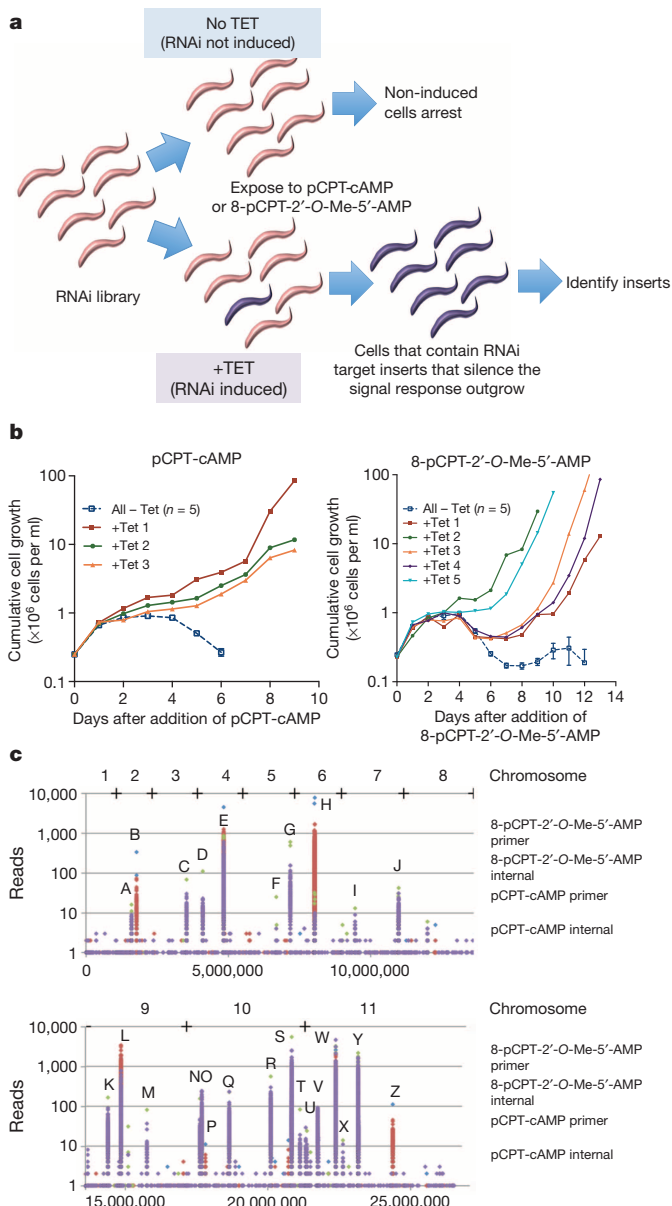 a
No TET
(RNAi not induced)
Non-induced
cells arrest
Expose to pCPT-cAMP
or 8-pCPT-2′-O-Me-5′-AMP
RNAi library
Identify inserts
+TET
(RNAi induced)
Cells that contain RNAi
target inserts that silence the
signal response outgrow
b
pCPT-cAMP
Cumulative cell growth
(×10⁶ cells per ml)
100
10
1
0.1
All – Tet (n = 5)
+Tet 1
+Tet 2
+Tet 3
0 2 4 6 8 10
Days after addition of pCPT-cAMP
8-pCPT-2′-O-Me-5′-AMP
Cumulative cell growth
(×10⁶ cells per ml)
100
10
1
0.1
All – Tet (n = 5)
+Tet 1
+Tet 2
+Tet 3
+Tet 4
+Tet 5
0 2 4 6 8 10 12 14
Days after addition of
8-pCPT-2′-O-Me-5′-AMP
c
1 2 3 4 5 6 7 8 Chromosome
Reads
10,000
1,000
100
10
1
A B C D E F G H I J
8-pCPT-2′-O-Me-5′-AMP
primer
8-pCPT-2′-O-Me-5′-AMP
internal
pCPT-cAMP primer
pCPT-cAMP internal
0 5,000,000 10,000,000
9 10 11 Chromosome
Reads
10,000
1,000
100
10
1
K L M NO P Q R S T U V W X Y Z
8-pCPT-2′-O-Me-5′-AMP
primer
8-pCPT-2′-O-Me-5′-AMP
internal
pCPT-cAMP primer
pCPT-cAMP internal
15,000,000 20,000,000 25,000,000